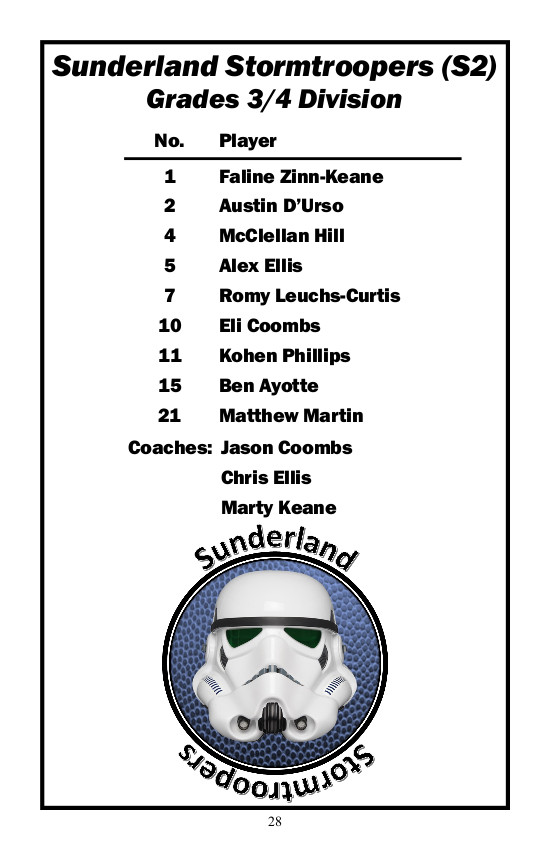 Sunderland Stormtroopers (S2)
Grades 3/4 Division
No. Player
1 Faline Zinn-Keane
2 Austin D’Urso
4 McClellan Hill
5 Alex Ellis
7 Romy Leuchs-Curtis
10 Eli Coombs
11 Kohen Phillips
15 Ben Ayotte
21 Matthew Martin
Coaches: Jason Coombs
Chris Ellis
Marty Keane
Sunderland
Stormtroopers
28